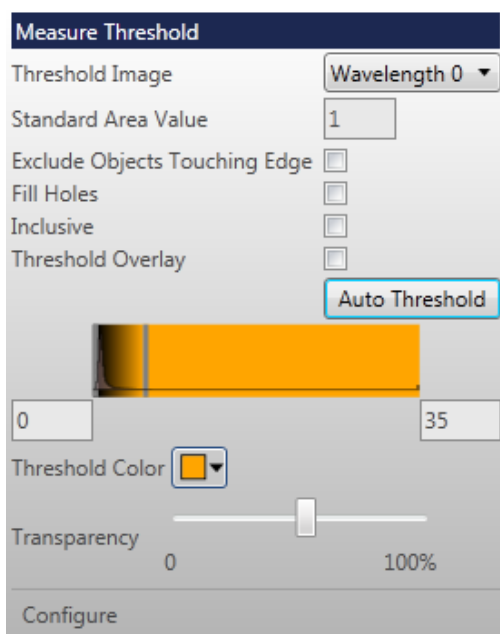 Measure Threshold
Threshold Image Wavelength 0
Standard Area Value 1
Exclude Objects Touching Edge
Fill Holes
Inclusive
Threshold Overlay
Auto Threshold
0 35
Threshold Color
Transparency
0 100%
Configure